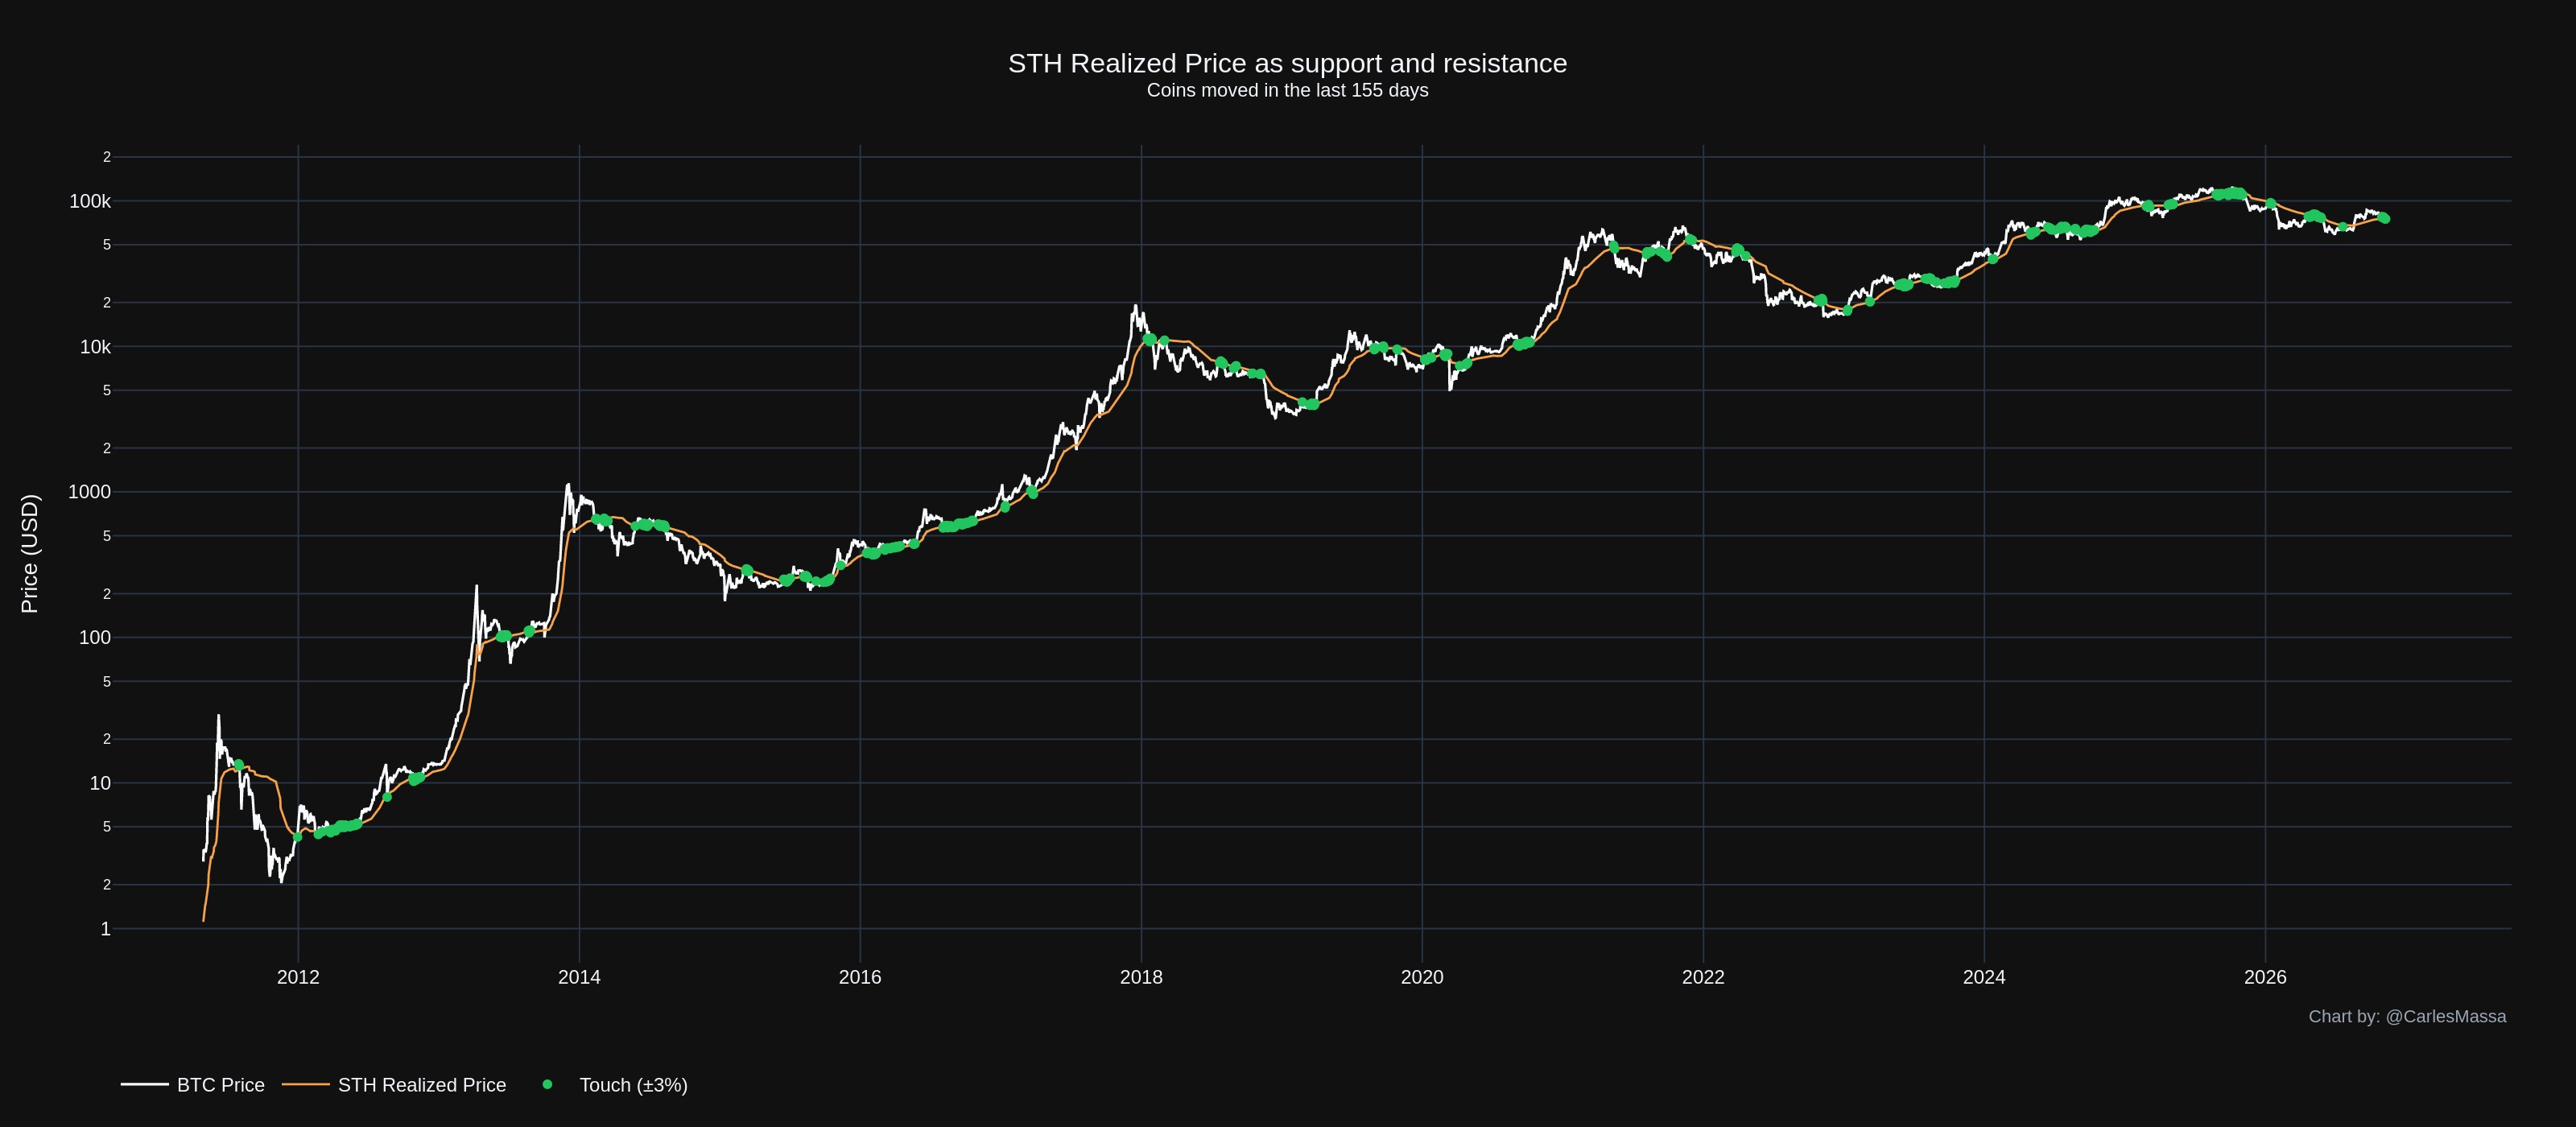 STH Realized Price as support and resistance
Coins moved in the last 155 days
Price (USD)
2
100k
5
2
10k
5
2
1000
5
2
100
5
2
10
5
2
1
2012 2014 2016 2018 2020 2022 2024 2026
Chart by: @CarlesMassa
BTC Price STH Realized Price Touch (±3%)